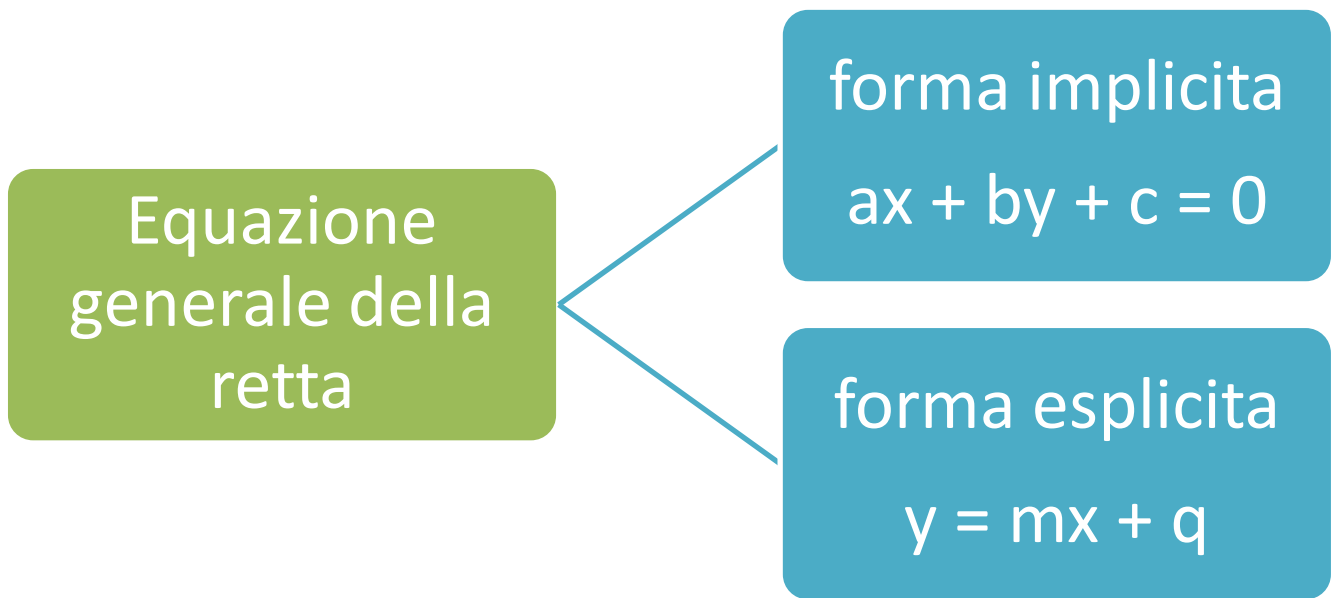 Equazione
generale della
retta
forma implicita
ax + by + c = 0
forma esplicita
y = mx + q